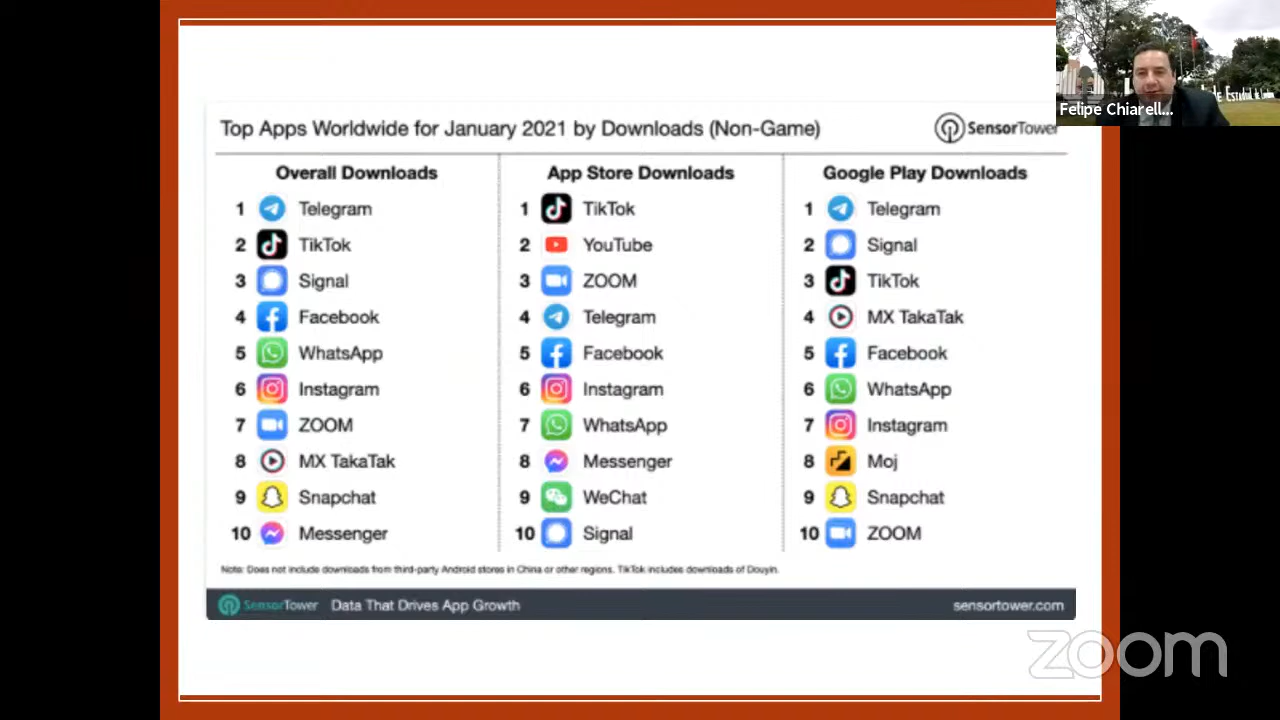 Felipe Chiarell...
Top Apps Worldwide for January 2021 by Downloads (Non-Game)
SensorTower
Overall Downloads
1 Telegram
2 TikTok
3 Signal
4 Facebook
5 WhatsApp
6 Instagram
7 ZOOM
8 MX TakaTak
9 Snapchat
10 Messenger
App Store Downloads
1 TikTok
2 YouTube
3 ZOOM
4 Telegram
5 Facebook
6 Instagram
7 WhatsApp
8 Messenger
9 WeChat
10 Signal
Google Play Downloads
1 Telegram
2 Signal
3 TikTok
4 MX TakaTak
5 Facebook
6 WhatsApp
7 Instagram
8 Moj
9 Snapchat
10 ZOOM
Note: Does not include downloads from third-party Android stores in China or other regions. TikTok includes downloads of Douyin.
SensorTower Data That Drives App Growth
sensortower.com
zoom